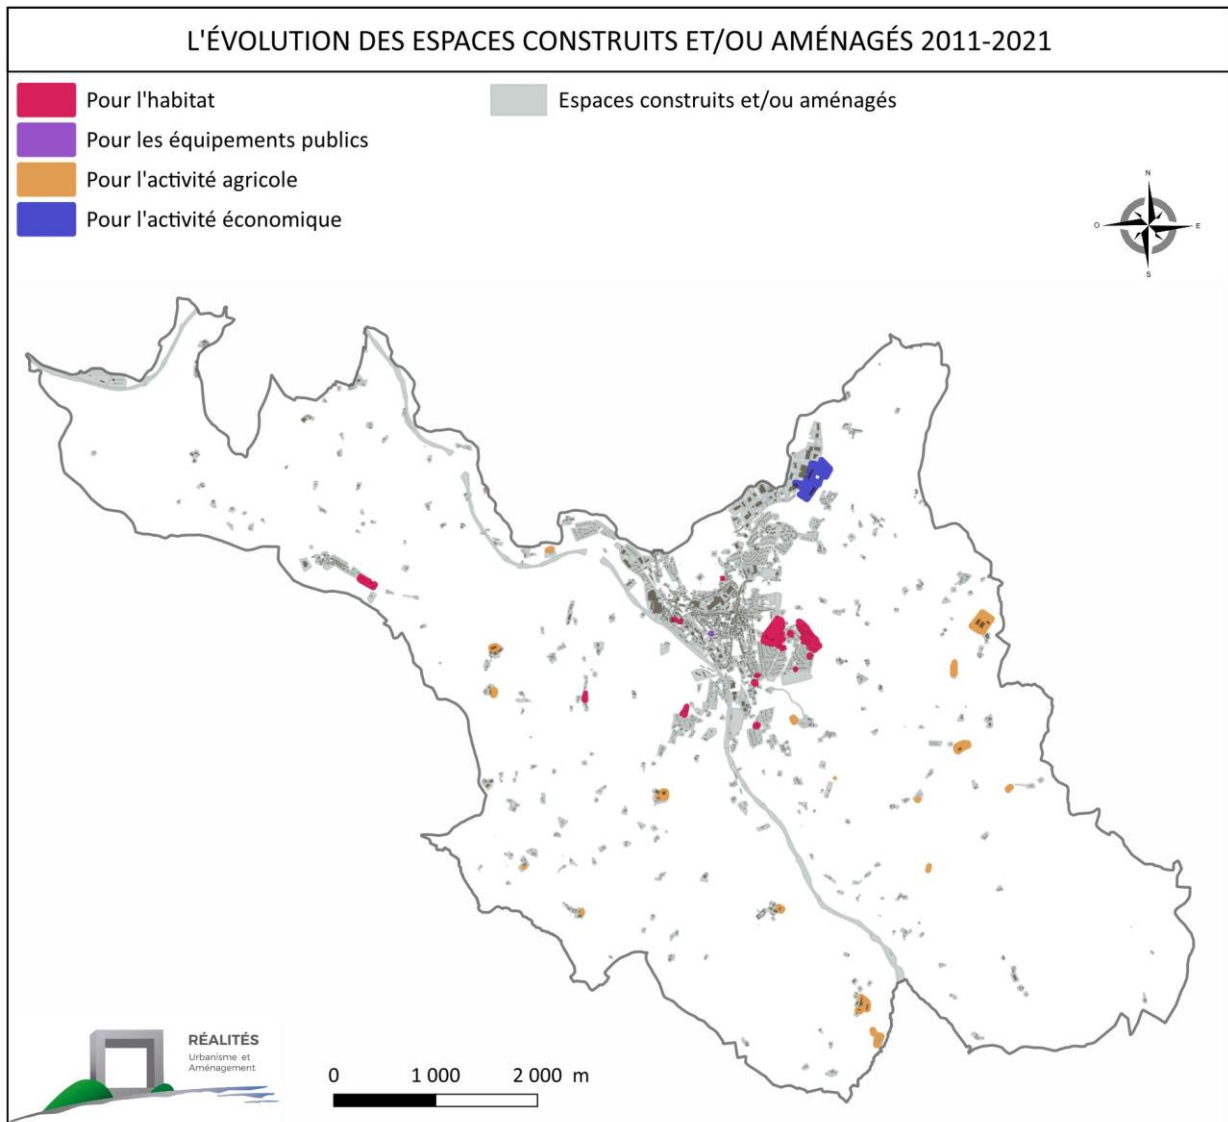 L'ÉVOLUTION DES ESPACES CONSTRUITS ET/OU AMÉNAGÉS 2011-2021
Pour l'habitat
Espaces construits et/ou aménagés
Pour les équipements publics
Pour l'activité agricole
Pour l'activité économique
N
O
E
S
RÉALITÉS
Urbanisme et
Aménagement
0 1 000 2 000 m